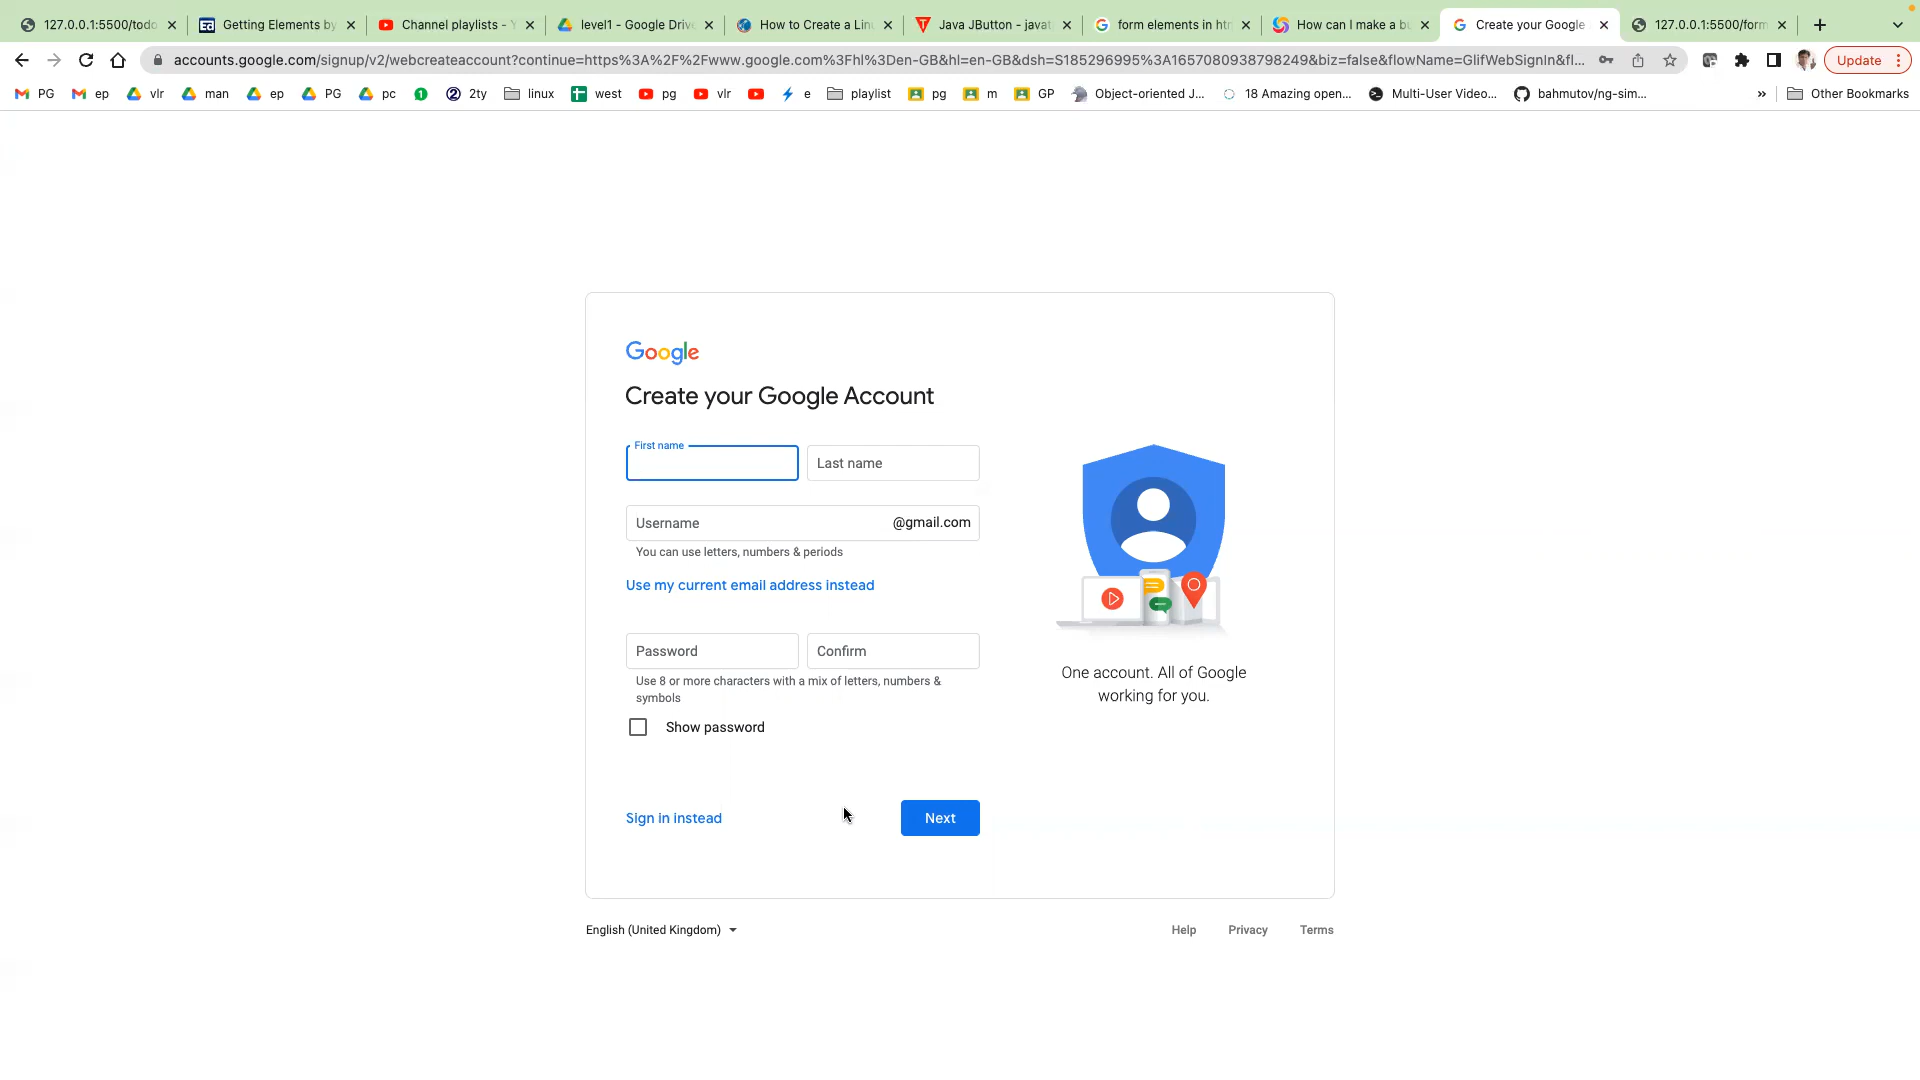 127.0.0.1:5500/todo
Getting Elements by
Channel playlists - Y
level1 - Google Drive
How to Create a Linu
Java JButton - javat
form elements in htm
How can I make a bu
Create your Google
127.0.0.1:5500/form
accounts.google.com/signup/v2/webcreateaccount?continue=https%3A%2F%2Fwww.google.com%3Fhl%3Den-GB&hl=en-GB&dsh=S185296995%3A1657080938798249&biz=false&flowName=GlifWebSignIn&fl...
Update
PG
ep
vlr
man
ep
PG
pc
2ty
linux
west
pg
vlr
e
playlist
pg
m
GP
Object-oriented J...
18 Amazing open...
Multi-User Video...
bahmutov/ng-sim...
»
Other Bookmarks
Google
Create your Google Account
First name
Last name
Username
@gmail.com
You can use letters, numbers & periods
Use my current email address instead
Password
Confirm
Use 8 or more characters with a mix of letters, numbers &
symbols
Show password
Sign in instead
Next
One account. All of Google
working for you.
English (United Kingdom)
Help
Privacy
Terms